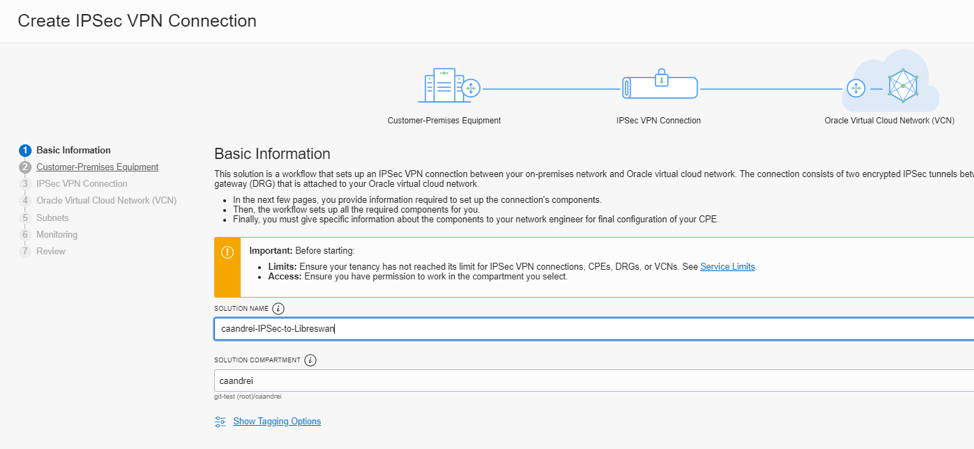 Create IPSec VPN Connection
Customer-Premises Equipment
IPSec VPN Connection
Oracle Virtual Cloud Network (VCN)
1 Basic Information
2 Customer-Premises Equipment
3 IPSec VPN Connection
4 Oracle Virtual Cloud Network (VCN)
5 Subnets
6 Monitoring
7 Review
Basic Information
This solution is a workflow that sets up an IPSec VPN connection between your on-premises network and Oracle virtual cloud network. The connection consists of two encrypted IPSec tunnels
gateway (DRG) that is attached to your Oracle virtual cloud network.
• In the next few pages, you provide information required to set up the connection's components.
• Then, the workflow sets up all the required components for you.
• Finally, you must give specific information about the components to your network engineer for final configuration of your CPE.
Important: Before starting:
• Limits: Ensure your tenancy has not reached its limit for IPSec VPN connections, CPEs, DRGs, or VCNs. See Service Limits.
• Access: Ensure you have permission to work in the compartment you select.
SOLUTION NAME i
caandrei-IPSec-to-Libreswan
SOLUTION COMPARTMENT i
caandrei
git-test (root)/caandrei
Show Tagging Options